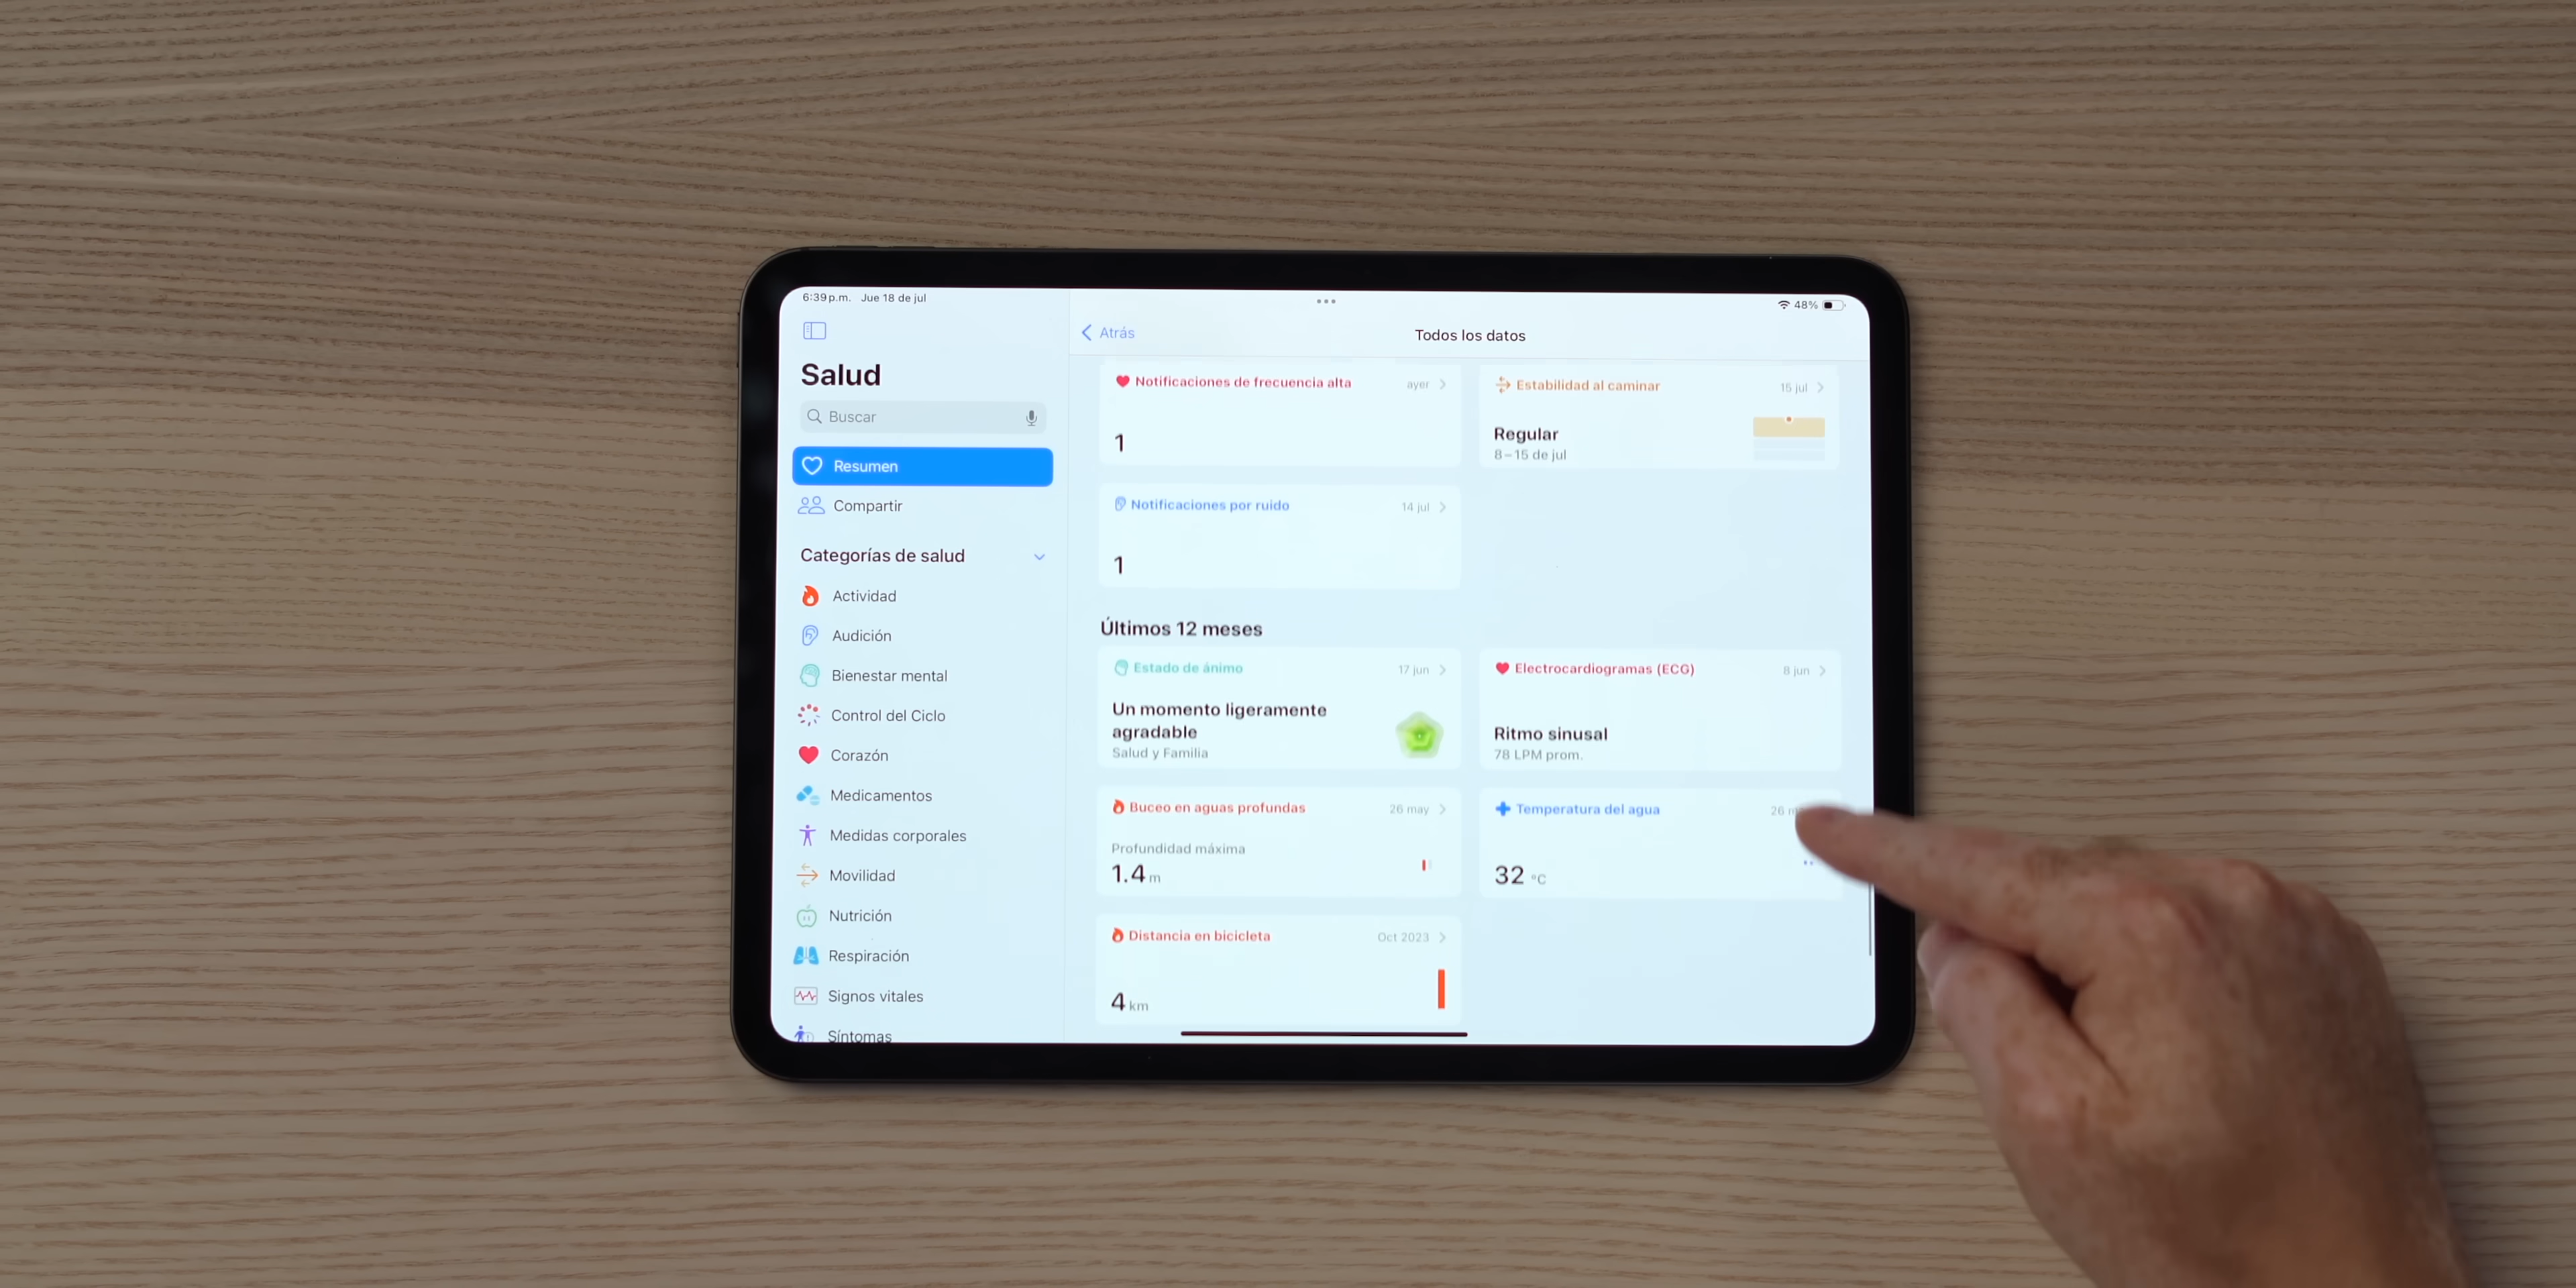 6:39 p.m. Jue 18 de jul
48%
Salud
Buscar
Resumen
Compartir
Categorías de salud
Actividad
Audición
Bienestar mental
Control del Ciclo
Corazón
Medicamentos
Medidas corporales
Movilidad
Nutrición
Respiración
Signos vitales
Síntomas
Atrás
Todos los datos
Notificaciones de frecuencia alta
ayer
1
Estabilidad al caminar
15 jul
Regular
8–15 de jul
Notificaciones por ruido
14 jul
1
Últimos 12 meses
Estado de ánimo
17 jun
Un momento ligeramente
agradable
Salud y Familia
Electrocardiogramas (ECG)
8 jun
Ritmo sinusal
78 LPM prom.
Buceo en aguas profundas
26 may
Profundidad máxima
1.4 m
Temperatura del agua
26
32 °C
Distancia en bicicleta
Oct 2023
4 km